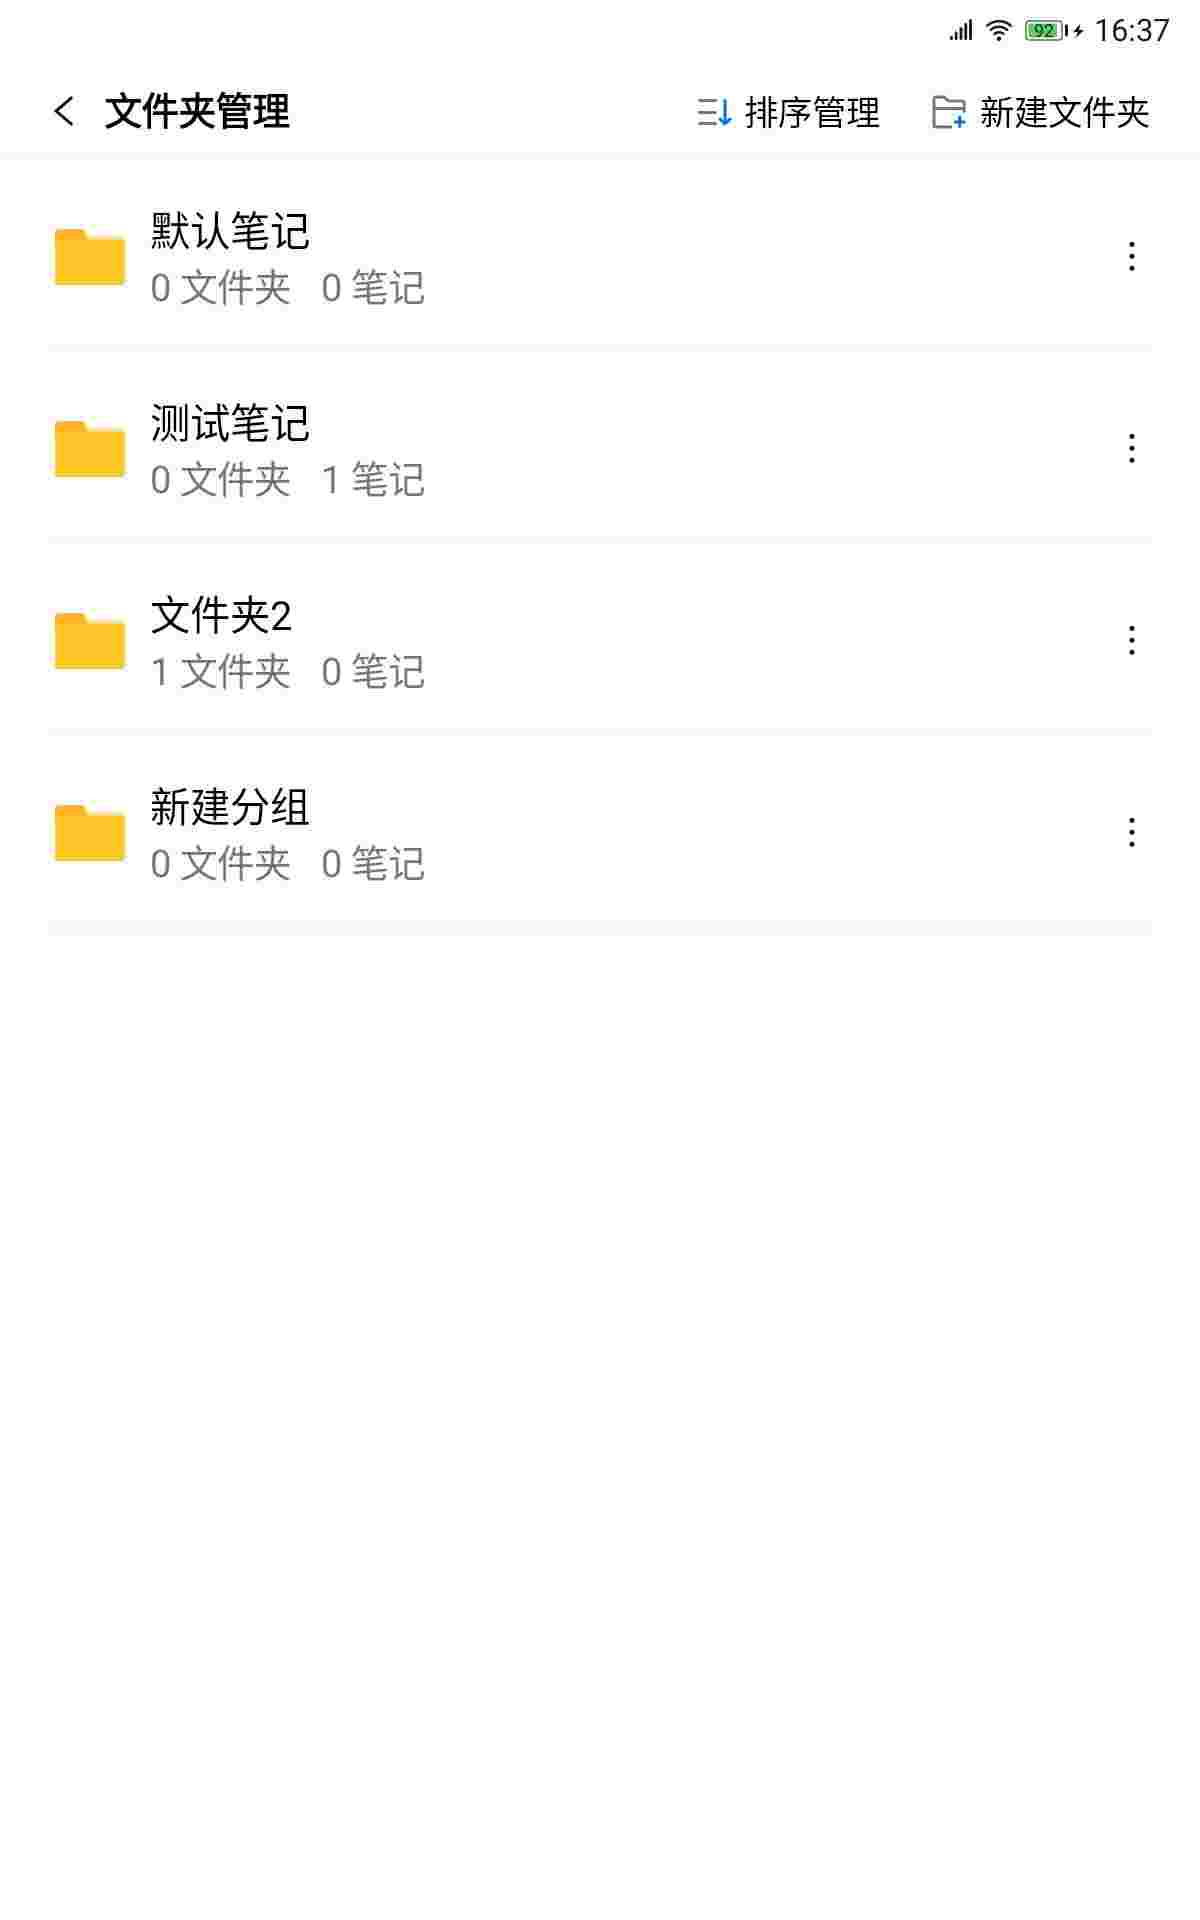 92 16:37
文件夹管理 排序管理 新建文件夹
默认笔记
0 文件夹 0 笔记
测试笔记
0 文件夹 1 笔记
文件夹2
1 文件夹 0 笔记
新建分组
0 文件夹 0 笔记